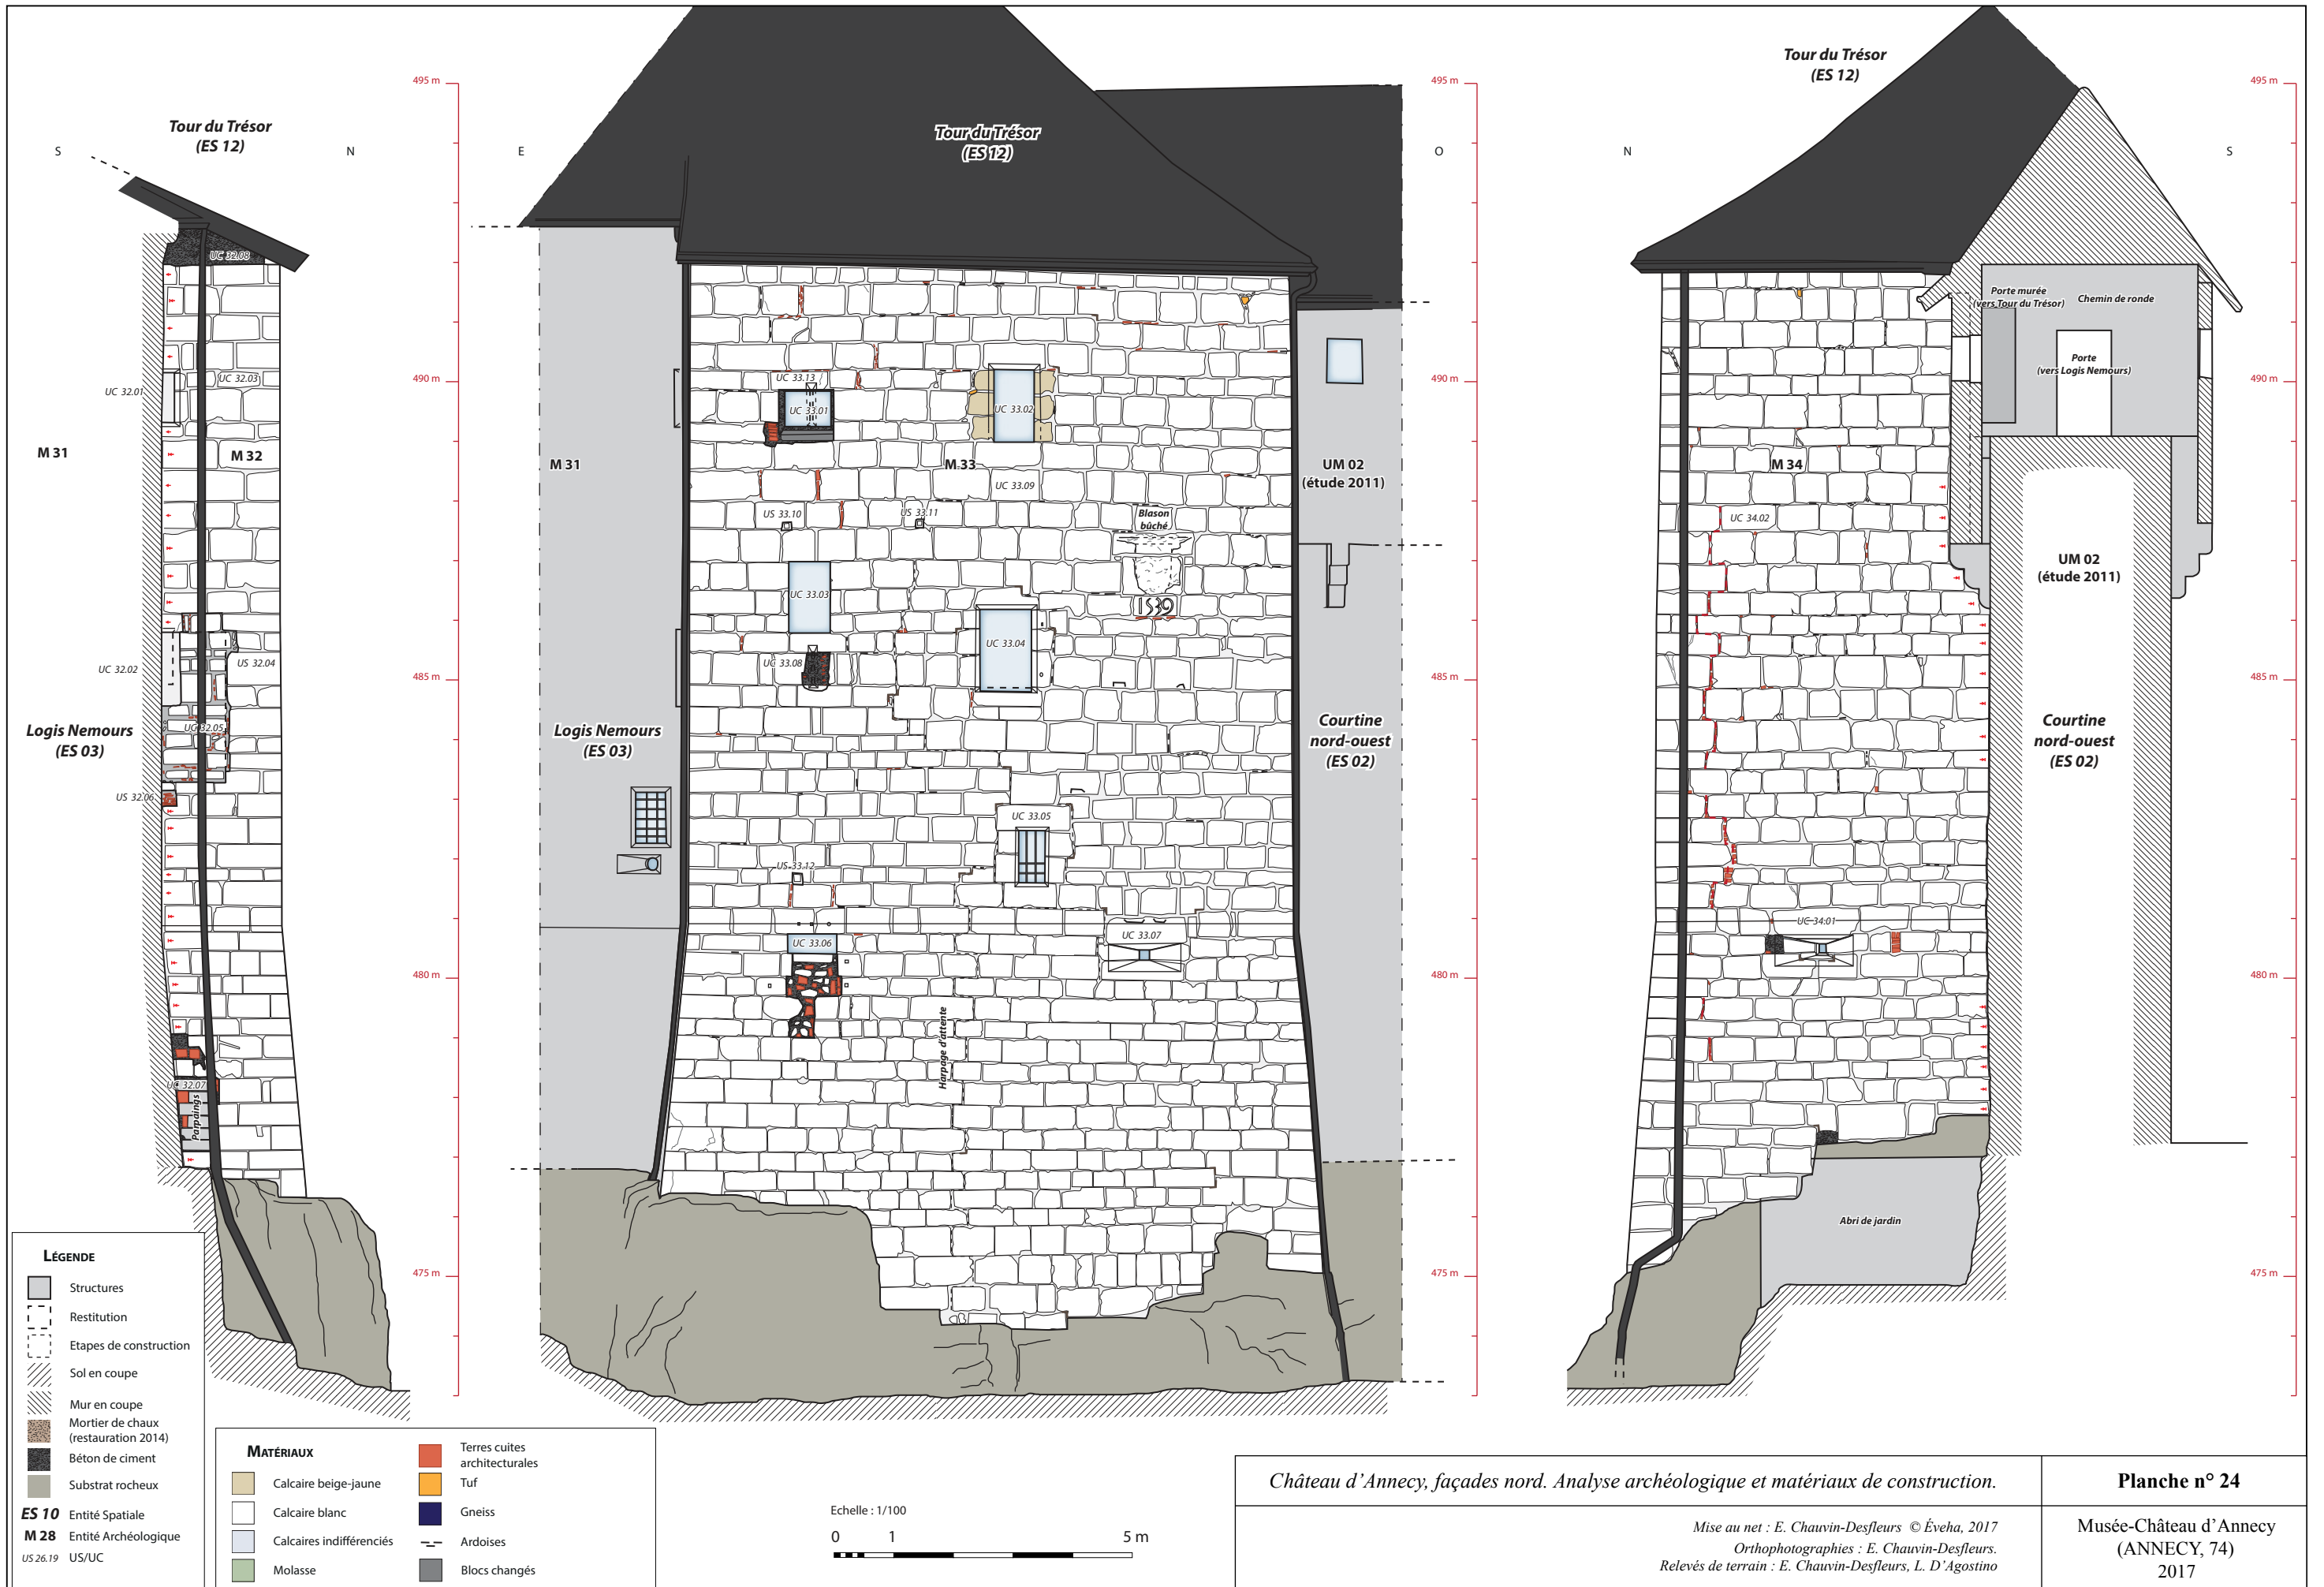 Tour du Trésor
(ES 12)
S
N
UC 32.08
UC 32.01
UC 32.03
M 31
M 32
UC 32.02
US 32.04
Logis Nemours
(ES 03)
UC 32.05
US 32.06
UC 32.07
Parpaings
495 m
490 m
485 m
480 m
475 m
E
Tour du Trésor
(ES 12)
O
UC 33.13
UC 33.01
UC 33.02
M 31
M 33
UC 33.09
UM 02
(étude 2011)
US 33.10
US 33.11
Blason
bûché
UC 33.03
1539
UC 33.04
UC 33.08
Logis Nemours
(ES 03)
Courtine
nord-ouest
(ES 02)
UC 33.05
US 33.12
UC 33.06
UC 33.07
Harpage d'attente
495 m
490 m
485 m
480 m
475 m
Tour du Trésor
(ES 12)
N
S
Porte murée
(vers Tour du Trésor)
Chemin de ronde
Porte
(vers Logis Nemours)
M 34
UC 34.02
UM 02
(étude 2011)
Courtine
nord-ouest
(ES 02)
UC 34.01
Abri de jardin
495 m
490 m
485 m
480 m
475 m
LÉGENDE
Structures
Restitution
Etapes de construction
Sol en coupe
Mur en coupe
Mortier de chaux
(restauration 2014)
Béton de ciment
Substrat rocheux
ES 10 Entité Spatiale
M 28 Entité Archéologique
US 26.19 US/UC
MATÉRIAUX
Calcaire beige-jaune
Calcaire blanc
Calcaires indifférenciés
Molasse
Terres cuites
architecturales
Tuf
Gneiss
Ardoises
Blocs changés
Echelle : 1/100
0 1 5 m
Château d'Annecy, façades nord. Analyse archéologique et matériaux de construction.
Mise au net : E. Chauvin-Desfleurs © Éveha, 2017
Orthophotographies : E. Chauvin-Desfleurs.
Relevés de terrain : E. Chauvin-Desfleurs, L. D'Agostino
Planche n° 24
Musée-Château d'Annecy
(ANNECY, 74)
2017